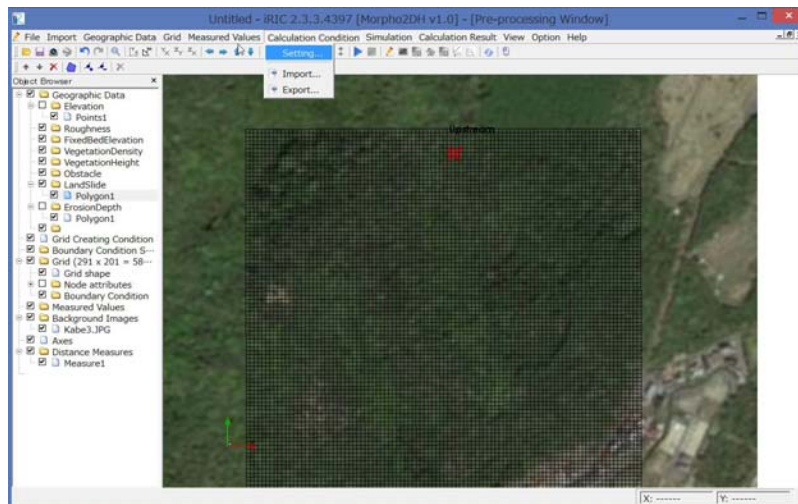 Untitled - iRIC 2.3.3.4397 [Morpho2DH v1.0] - [Pre-processing Window]
File Import Geographic Data Grid Measured Values Calculation Condition Simulation Calculation Result View Option Help
Setting...
Import...
Export...
Object Browser
Geographic Data
Elevation
Points1
Roughness
FixedBedElevation
VegetationDensity
VegetationHeight
Obstacle
LandSlide
Polygon1
ErosionDepth
Polygon1
Grid Creating Condition
Boundary Condition S...
Grid (291 x 201 = 58...
Grid shape
Node attributes
Boundary Condition
Measured Values
Background Images
Kabe3.JPG
Axes
Distance Measures
Measure1
Upstream
X: ------
Y: ------